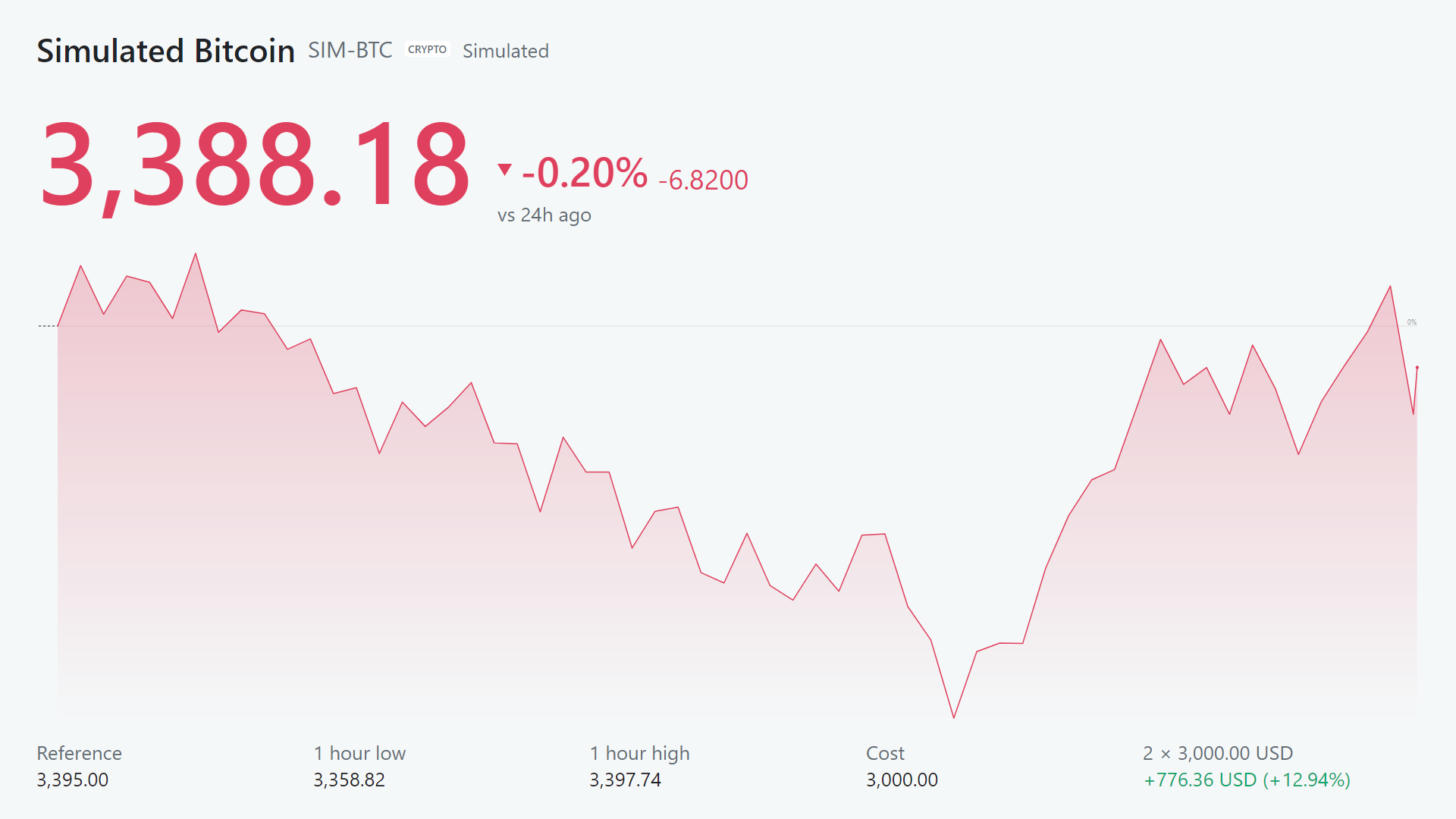 Simulated Bitcoin SIM-BTC CRYPTO Simulated
3,388.18 ▼ -0.20% -6.8200
vs 24h ago
0%
Reference 1 hour low 1 hour high Cost 2 × 3,000.00 USD
3,395.00 3,358.82 3,397.74 3,000.00 +776.36 USD (+12.94%)